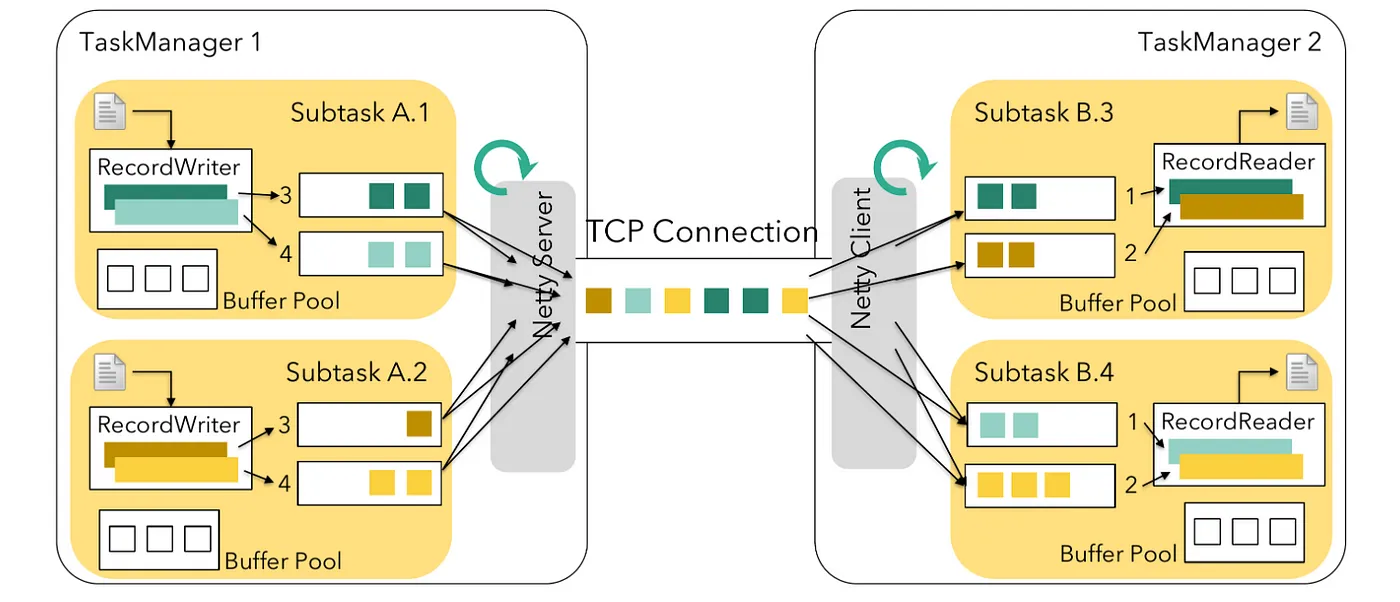 TaskManager 1
Subtask A.1
RecordWriter
3
4
Buffer Pool
Subtask A.2
RecordWriter
3
4
Buffer Pool
Netty Server
TCP Connection
Netty Client
TaskManager 2
Subtask B.3
RecordReader
1
2
Buffer Pool
Subtask B.4
RecordReader
1
2
Buffer Pool